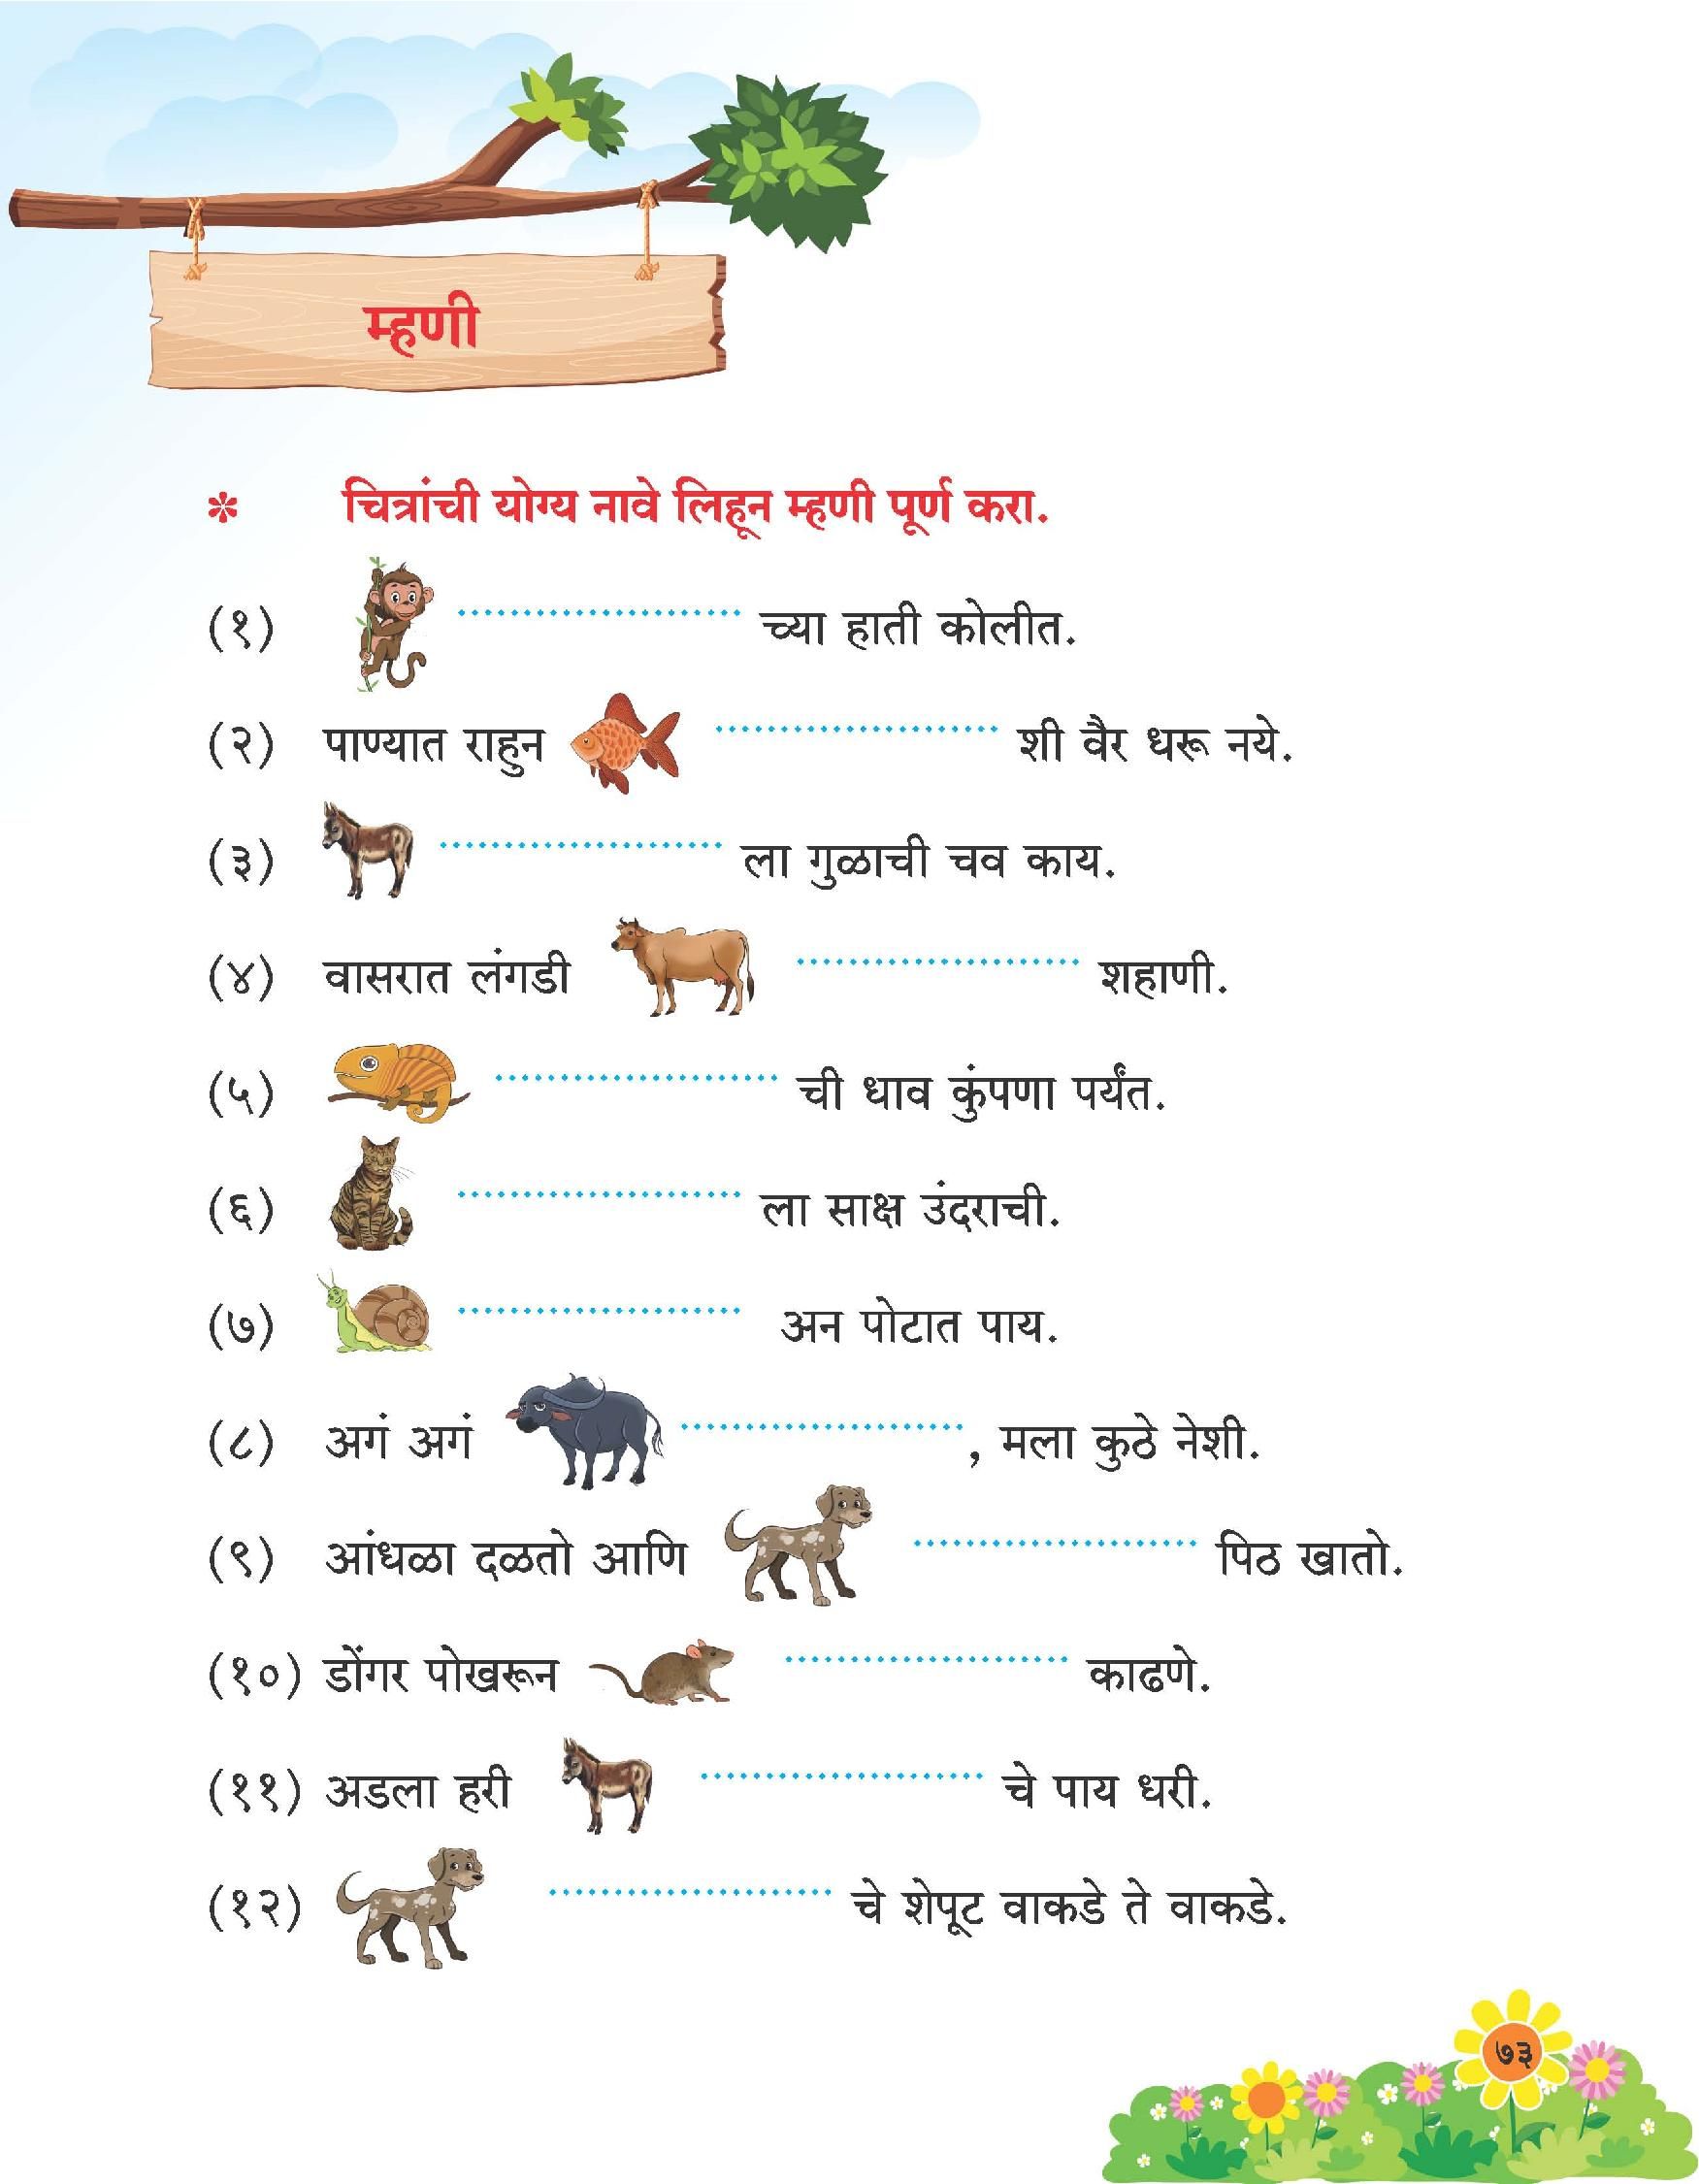 म्हणी
* चित्रांची योग्य नावे लिहून म्हणी पूर्ण करा.
(१) ........................ च्या हाती कोलीत.
(२) पाण्यात राहुन ........................ शी वैर धरू नये.
(३) ........................ ला गुळाची चव काय.
(४) वासरात लंगडी ........................ शहाणी.
(५) ........................ ची धाव कुंपणा पर्यंत.
(६) ........................ ला साक्ष उंदराची.
(७) ........................ अन पोटात पाय.
(८) अगं अगं ........................, मला कुठे नेशी.
(९) आंधळा दळतो आणि ........................ पिठ खातो.
(१०) डोंगर पोखरून ........................ काढणे.
(११) अडला हरी ........................ चे पाय धरी.
(१२) ........................ चे शेपूट वाकडे ते वाकडे.
७३